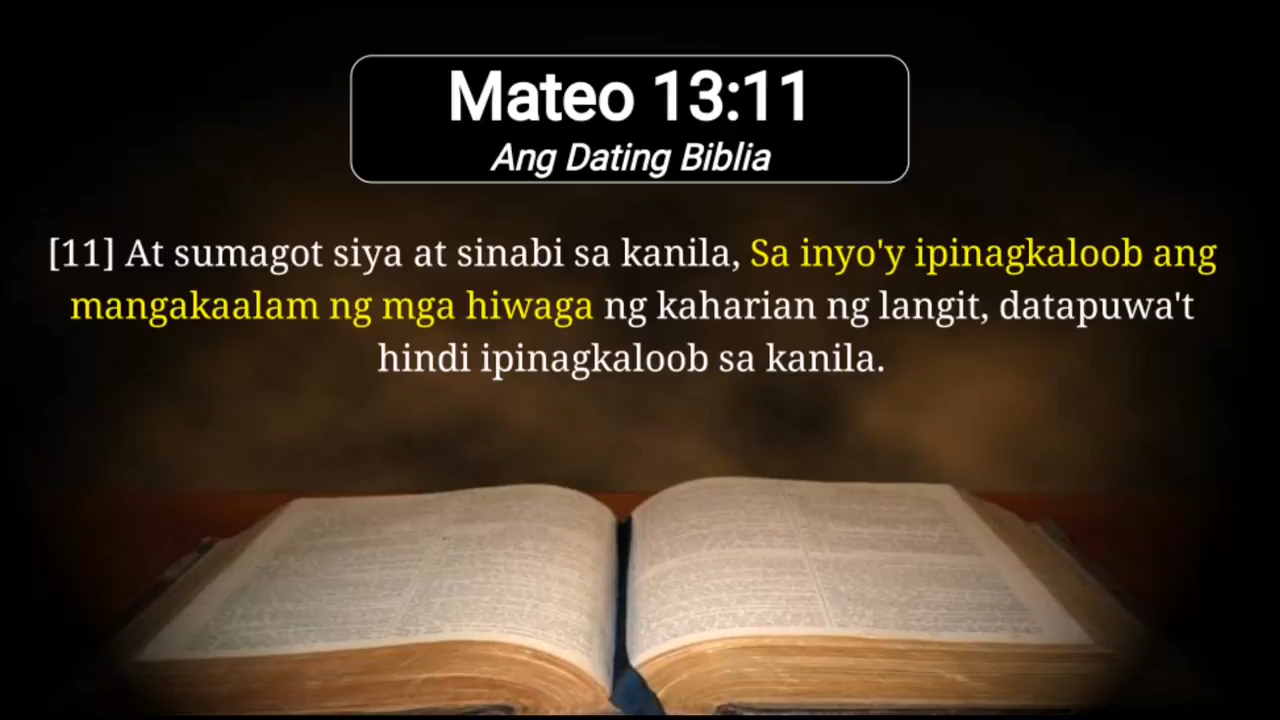 Mateo 13:11
Ang Dating Biblia
[11] At sumagot siya at sinabi sa kanila, Sa inyo'y ipinagkaloob ang
mangakaalam ng mga hiwaga ng kaharian ng langit, datapuwa't
hindi ipinagkaloob sa kanila.